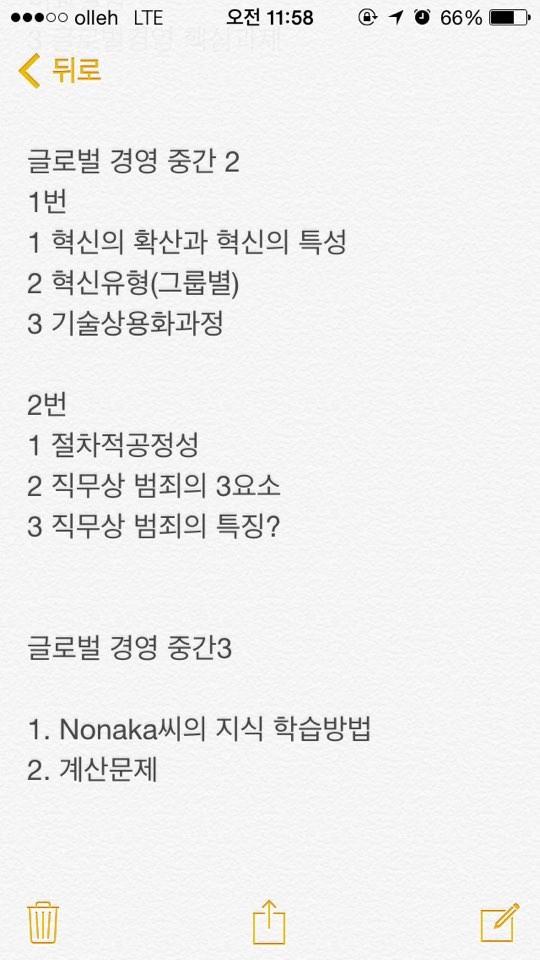 olleh LTE 오전 11:58 66%
뒤로
글로벌 경영 중간 2
1번
1 혁신의 확산과 혁신의 특성
2 혁신유형(그룹별)
3 기술상용화과정
2번
1 절차적공정성
2 직무상 범죄의 3요소
3 직무상 범죄의 특징?
글로벌 경영 중간3
1. Nonaka씨의 지식 학습방법
2. 계산문제